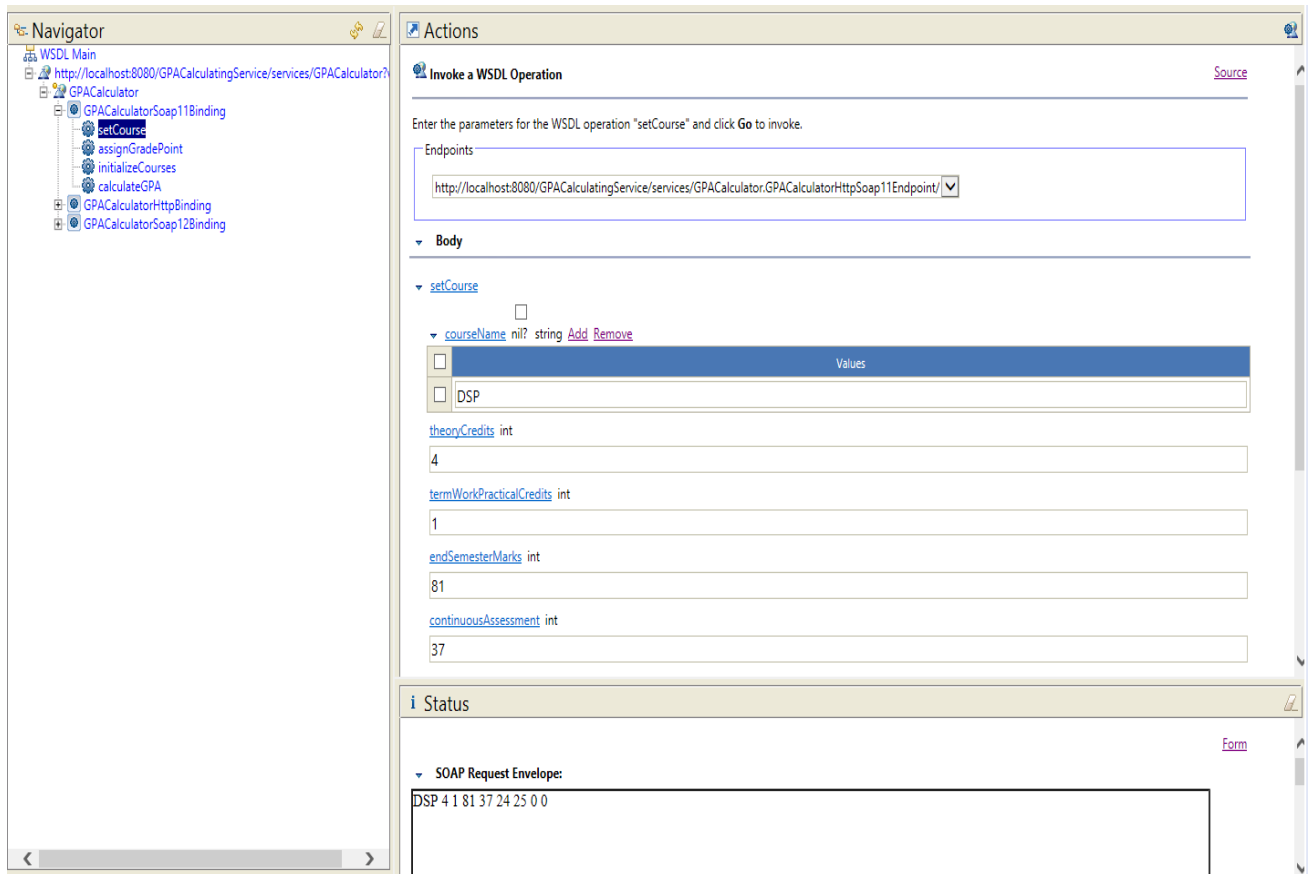 Navigator
WSDL Main
http://localhost:8080/GPACalculatingService/services/GPACalculator?
GPACalculator
GPACalculatorSoap11Binding
setCourse
assignGradePoint
initializeCourses
calculateGPA
GPACalculatorHttpBinding
GPACalculatorSoap12Binding
Actions
Invoke a WSDL Operation
Source
Enter the parameters for the WSDL operation "setCourse" and click Go to invoke.
Endpoints
http://localhost:8080/GPACalculatingService/services/GPACalculator.GPACalculatorHttpSoap11Endpoint/
Body
setCourse
courseName nil? string Add Remove
Values
DSP
theoryCredits int
4
termWorkPracticalCredits int
1
endSemesterMarks int
81
continuousAssessment int
37
Status
Form
SOAP Request Envelope:
DSP 4 1 81 37 24 25 0 0